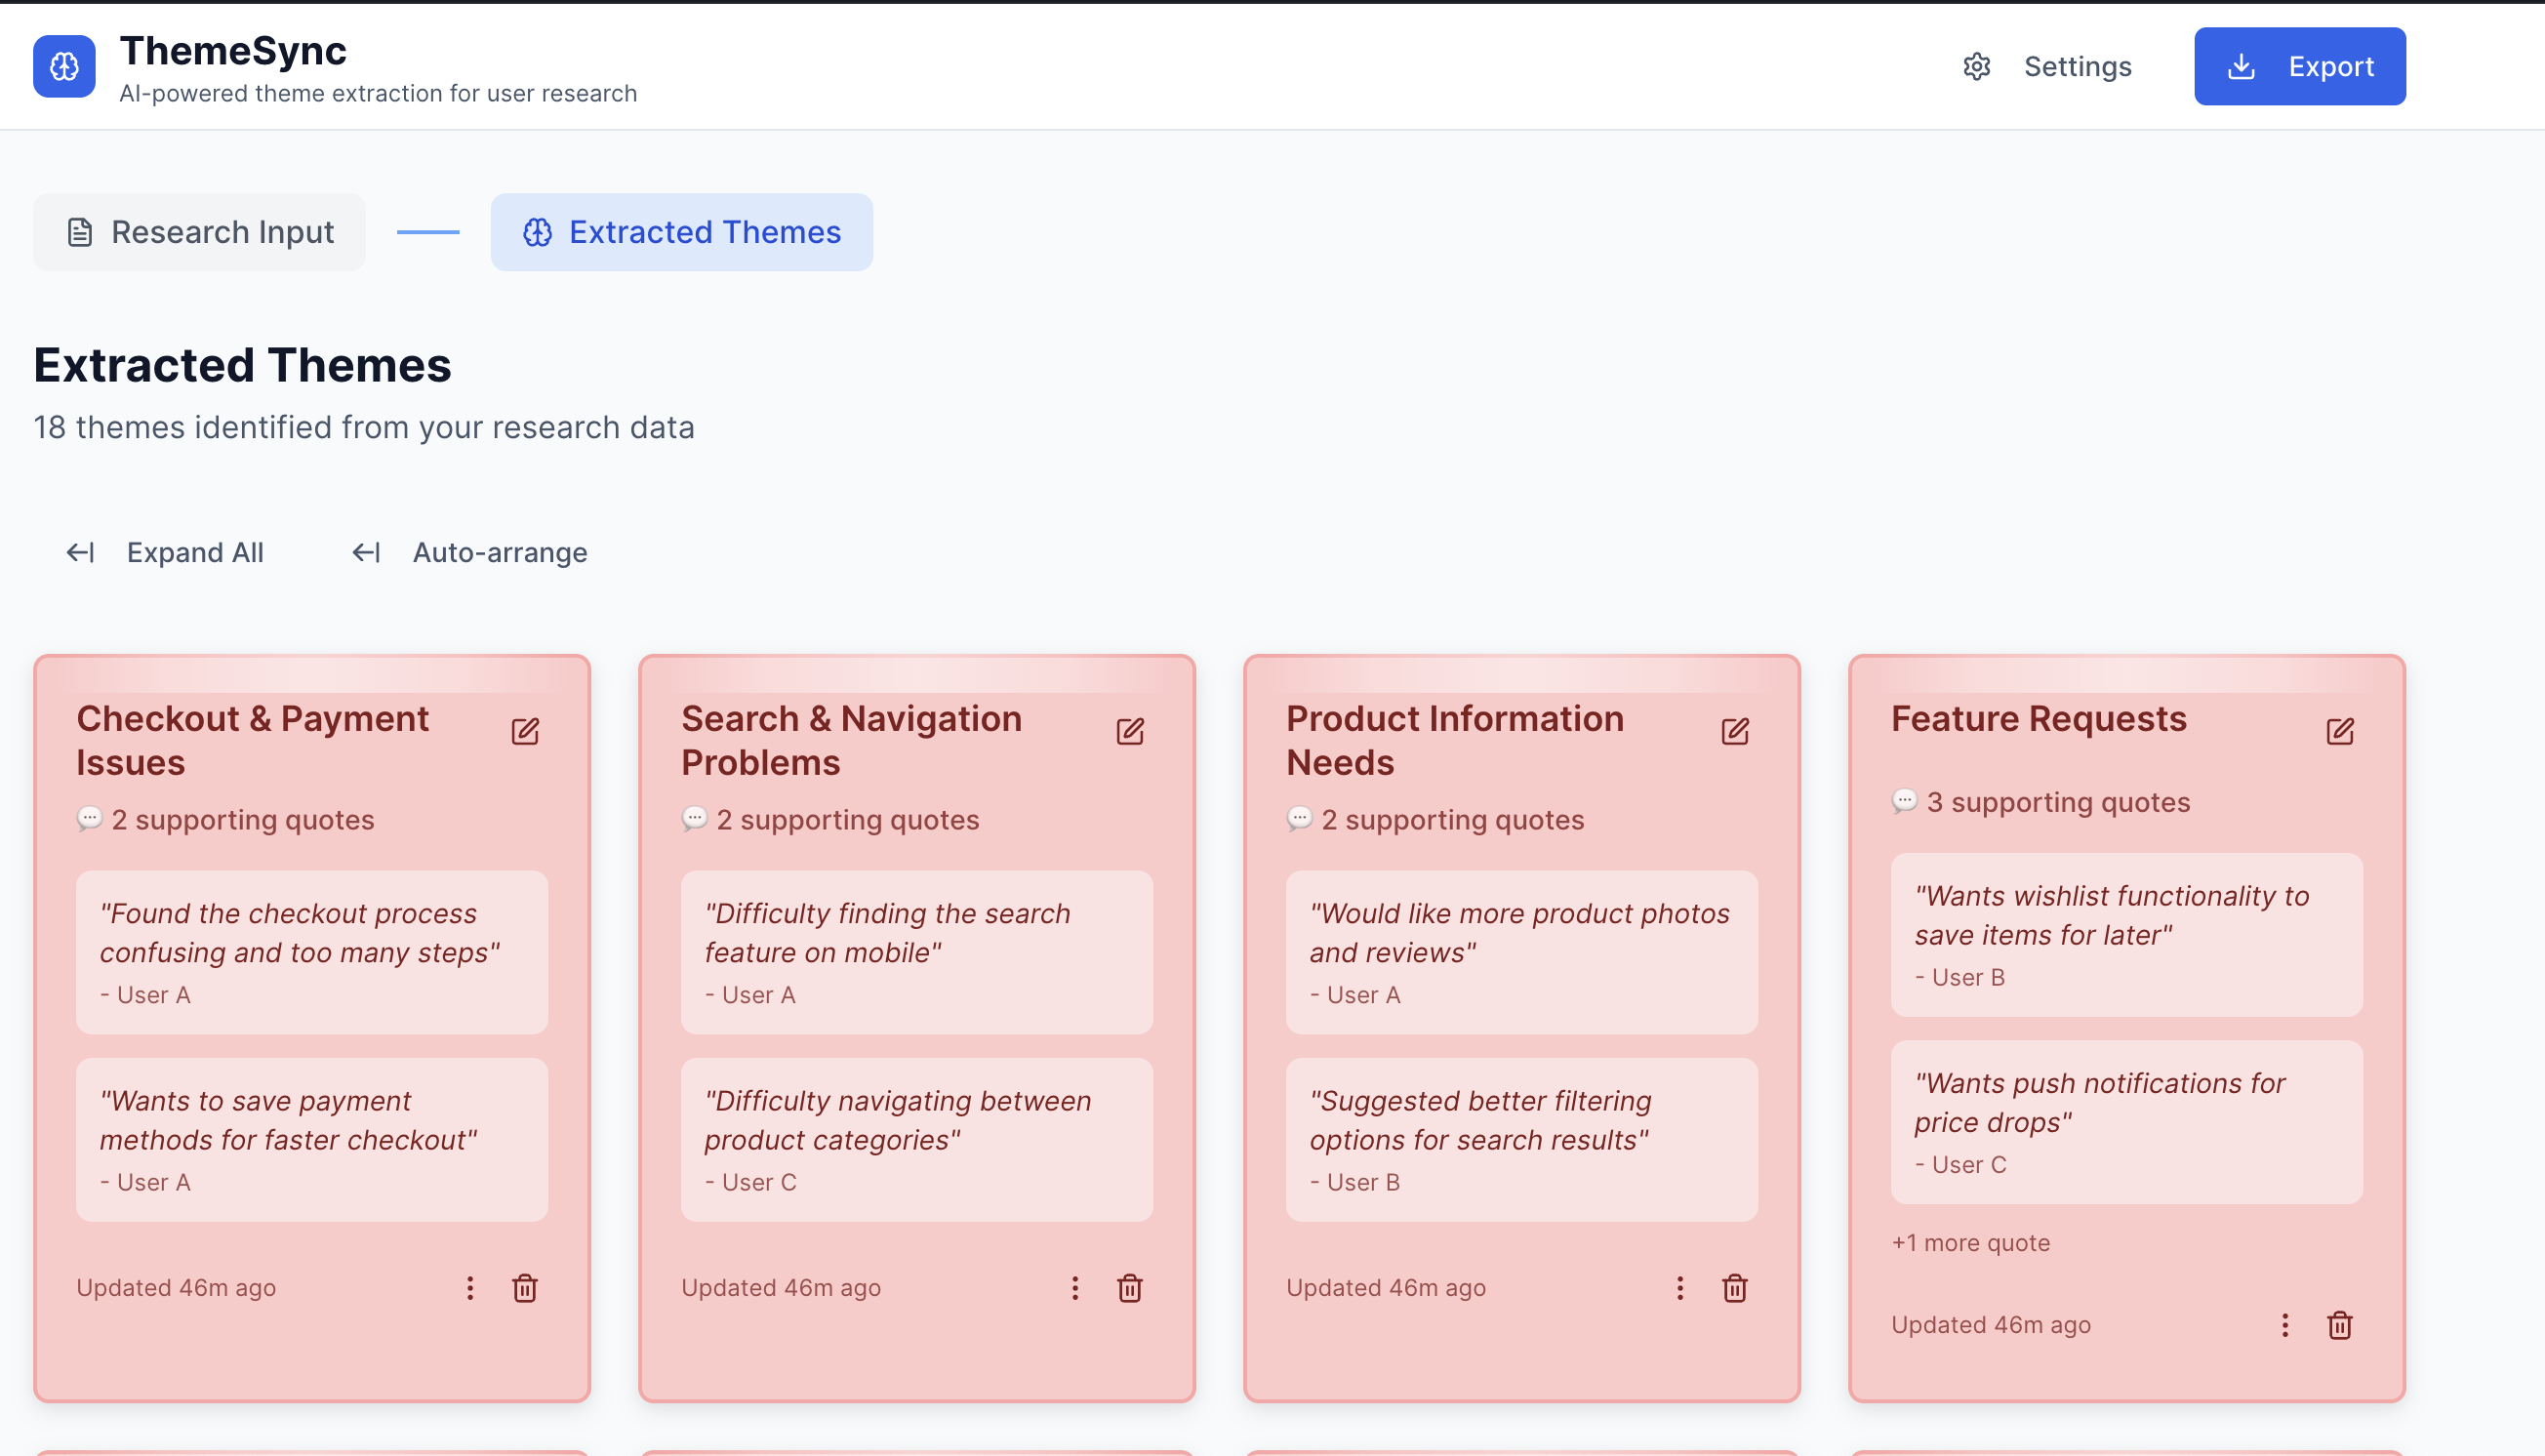 ThemeSync
AI-powered theme extraction for user research
Settings
Export
Research Input
Extracted Themes
Extracted Themes
18 themes identified from your research data
Expand All
Auto-arrange
Checkout & Payment
Issues
2 supporting quotes
"Found the checkout process
confusing and too many steps"
- User A
"Wants to save payment
methods for faster checkout"
- User A
Updated 46m ago
Search & Navigation
Problems
2 supporting quotes
"Difficulty finding the search
feature on mobile"
- User A
"Difficulty navigating between
product categories"
- User C
Updated 46m ago
Product Information
Needs
2 supporting quotes
"Would like more product photos
and reviews"
- User A
"Suggested better filtering
options for search results"
- User B
Updated 46m ago
Feature Requests
3 supporting quotes
"Wants wishlist functionality to
save items for later"
- User B
"Wants push notifications for
price drops"
- User C
+1 more quote
Updated 46m ago